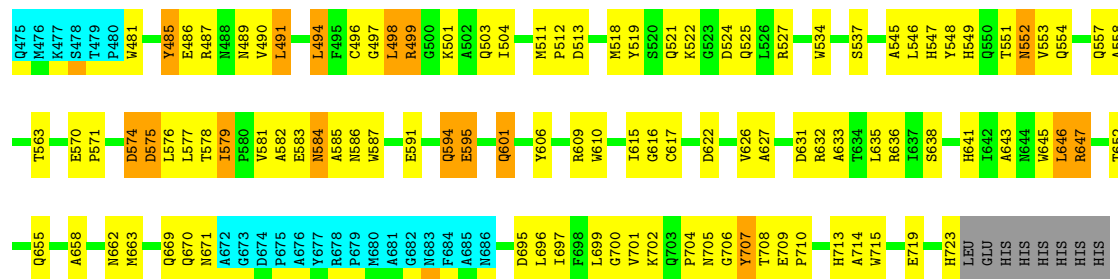 Q475 M476 K477 S478 T479 P480 W481 Y485 E486 R487 N488 N489 V490 L491 L494 F495 C496 G497 L498 R499 G500 K501 A502 Q503 I504 M511 P512 D513 M518 Y519 S520 Q521 K522 G523 D524 Q525 L526 R527 W534 S537 A545 L546 H547 Y548 H549 Q550 T551 N552 V553 Q554 Q557 A558
T563 E570 P571 D574 D575 L576 L577 T578 I579 P580 V581 A582 E583 N584 A585 N586 W587 E591 Q594 E595 Q601 Y606 R609 W610 I615 G616 C617 D622 V626 A627 D631 R632 A633 T634 L635 R636 I637 S638 H641 I642 A643 N644 W645 L646 R647 T652
Q655 A658 N662 M663 Q669 Q670 N671 A672 G673 D674 P675 A676 Y677 R678 P679 M680 A681 G682 N683 F684 A685 N686 D695 L696 I697 F698 L699 G700 V701 K702 Q703 P704 N705 G706 Y707 T708 E709 P710 H713 A714 W715 E719 H723 LEU GLU HIS HIS HIS HIS HIS HIS